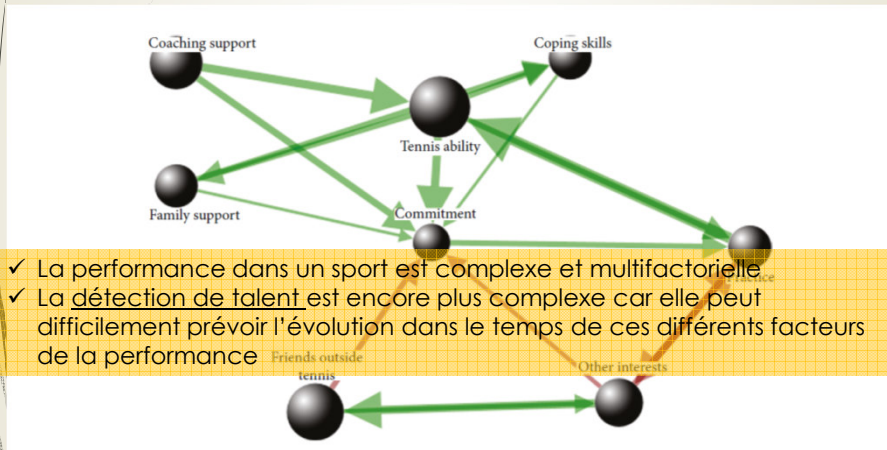 Coaching support
Coping skills
Tennis ability
Family support
Commitment
✓ La performance dans un sport est complexe et multifactorielle
Practice
✓ La détection de talent est encore plus complexe car elle peut
difficilement prévoir l'évolution dans le temps de ces différents facteurs
de la performance
Friends outside
tennis
Other interests